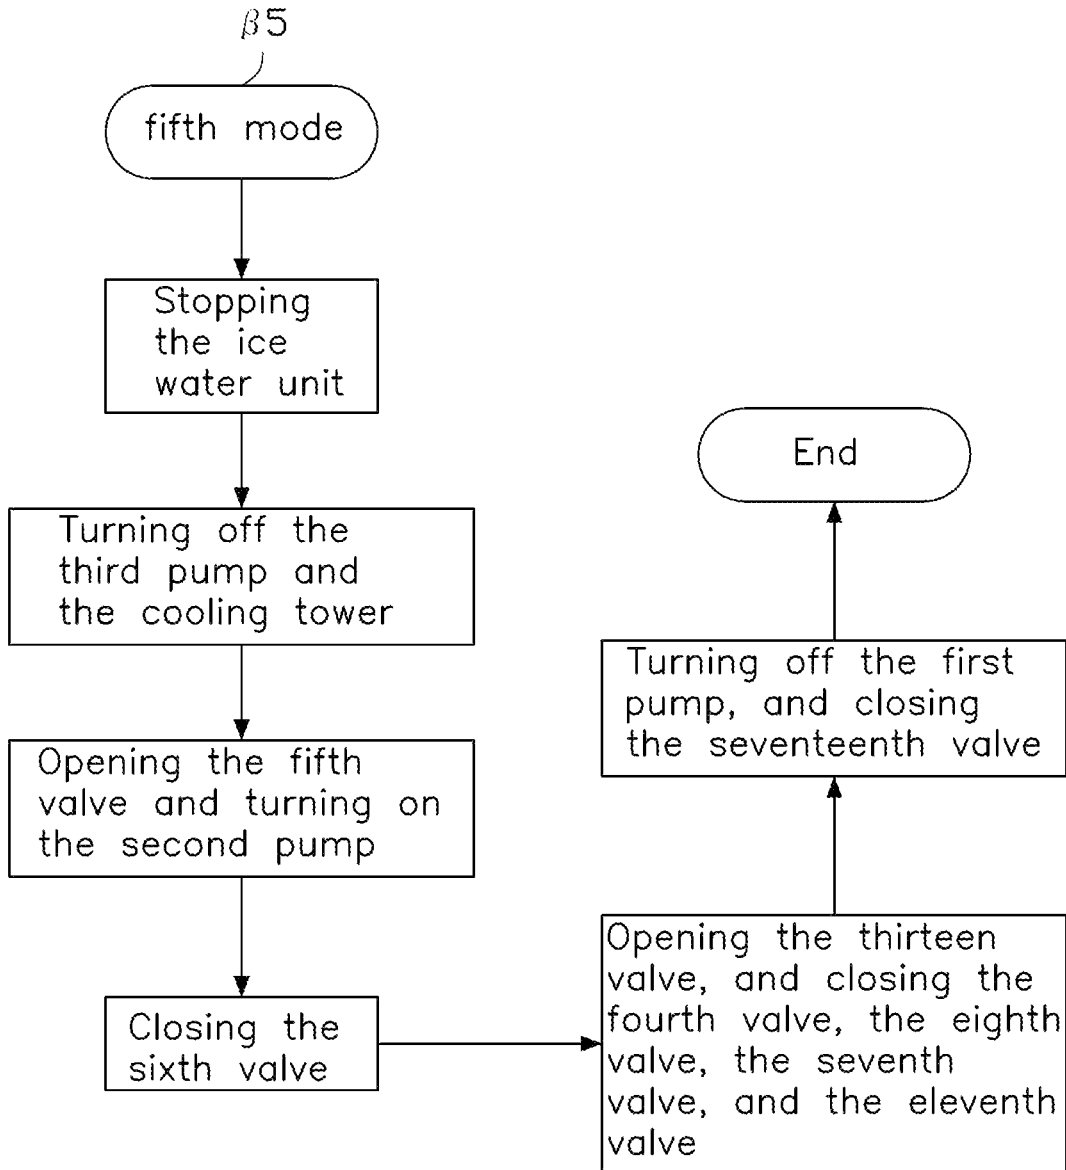 β5
fifth mode
Stopping
the ice
water unit
Turning off the
third pump and
the cooling tower
Opening the fifth
valve and turning on
the second pump
Closing the
sixth valve
Opening the thirteen
valve, and closing the
fourth valve, the eighth
valve, the seventh
valve, and the eleventh
valve
Turning off the first
pump, and closing
the seventeenth valve
End